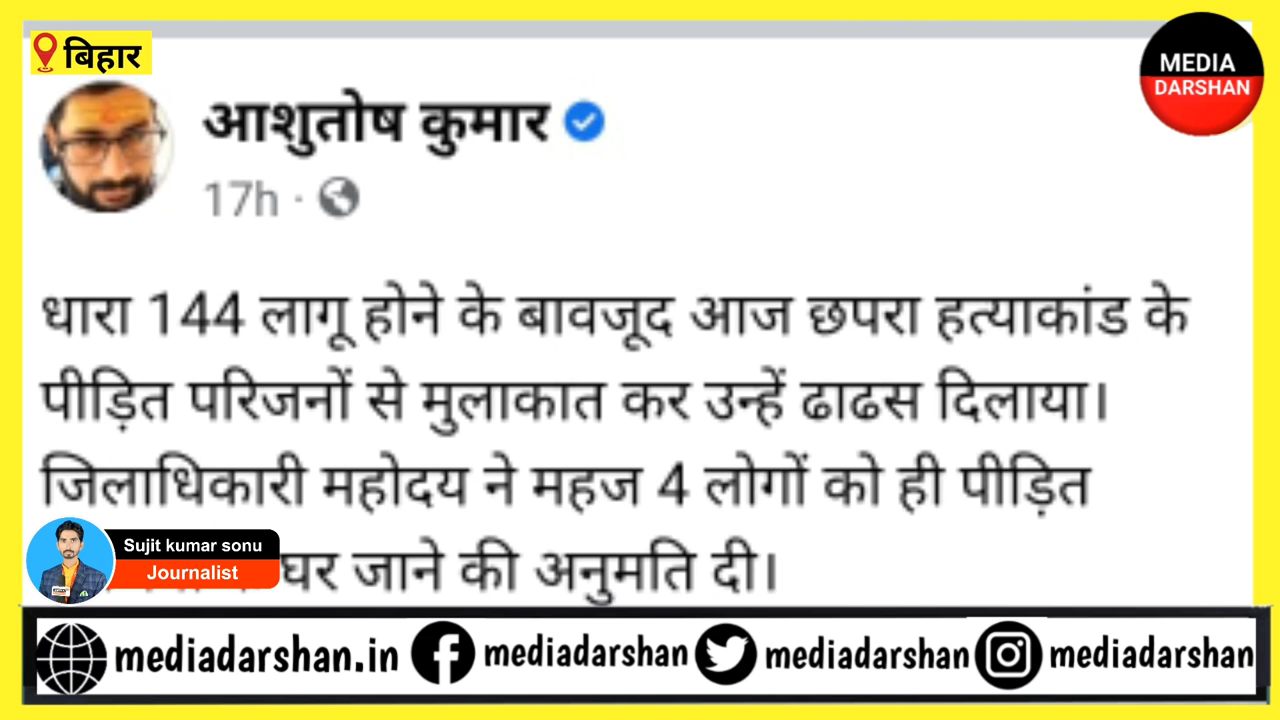 बिहार
MEDIA
DARSHAN
आशुतोष कुमार
17h ·
धारा 144 लागू होने के बावजूद आज छपरा हत्याकांड के
पीड़ित परिजनों से मुलाकात कर उन्हें ढाढस दिलाया।
जिलाधिकारी महोदय ने महज 4 लोगों को ही पीड़ित
घर जाने की अनुमति दी।
Sujit kumar sonu
Journalist
mediadarshan.in mediadarshan mediadarshan mediadarshan